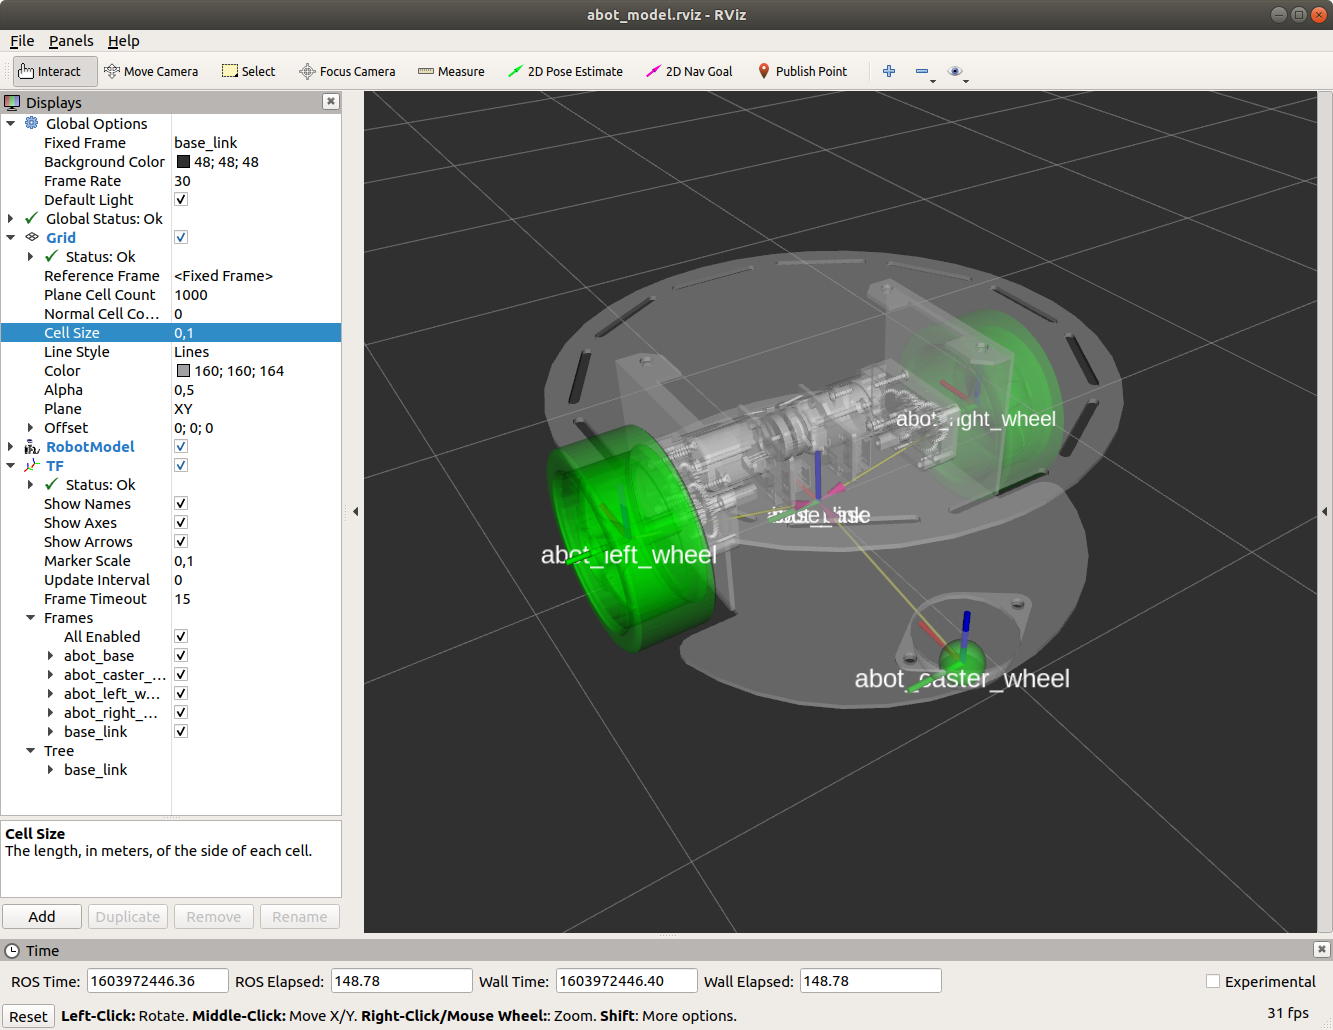 abot_model.rviz - RViz
File Panels Help
Interact Move Camera Select Focus Camera Measure 2D Pose Estimate 2D Nav Goal Publish Point
Displays
Global Options
Fixed Frame base_link
Background Color 48; 48; 48
Frame Rate 30
Default Light
Global Status: Ok
Grid
Status: Ok
Reference Frame <Fixed Frame>
Plane Cell Count 1000
Normal Cell Co... 0
Cell Size 0,1
Line Style Lines
Color 160; 160; 164
Alpha 0,5
Plane XY
Offset 0; 0; 0
RobotModel
TF
Status: Ok
Show Names
Show Axes
Show Arrows
Marker Scale 0,1
Update Interval 0
Frame Timeout 15
Frames
All Enabled
abot_base
abot_caster_...
abot_left_w...
abot_right_...
base_link
Tree
base_link
Cell Size
The length, in meters, of the side of each cell.
Add Duplicate Remove Rename
abot_right_wheel
abot_left_wheel
abot_caster_wheel
Time
ROS Time: 1603972446.36 ROS Elapsed: 148.78 Wall Time: 1603972446.40 Wall Elapsed: 148.78 Experimental
Reset Left-Click: Rotate. Middle-Click: Move X/Y. Right-Click/Mouse Wheel:: Zoom. Shift: More options. 31 fps